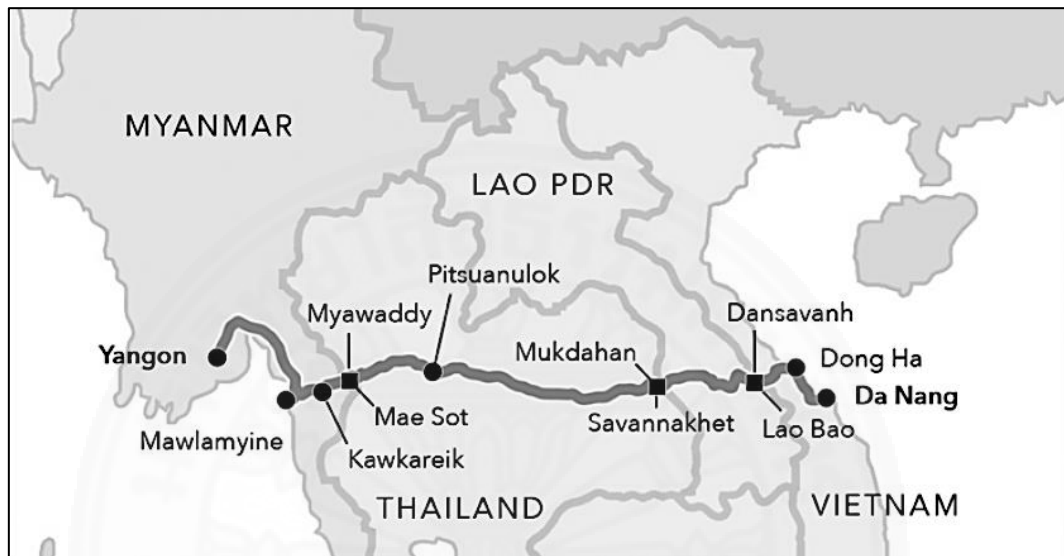 MYANMAR
LAO PDR
Pitsuanulok
Myawaddy
Dansavanh
Yangon
Mukdahan
Dong Ha
Da Nang
Mae Sot
Savannakhet
Lao Bao
Mawlamyine
Kawkareik
THAILAND
VIETNAM